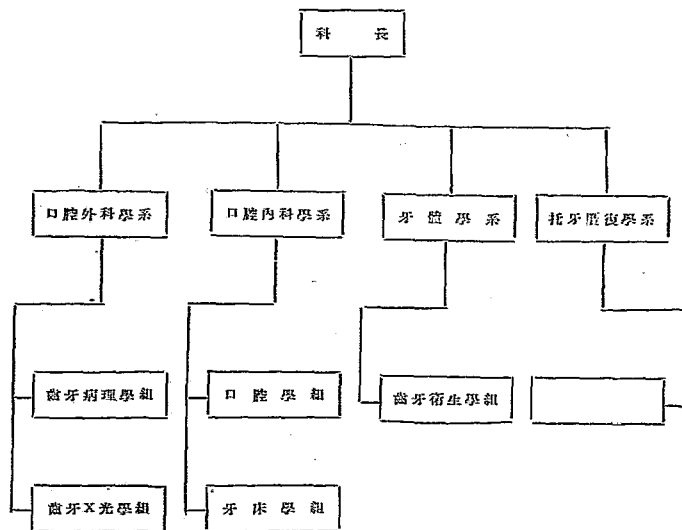 科 長
口腔外科學系
口腔內科學系
牙 體 學 系
托牙復學系
齒牙病理學組
口 腔 學 組
齒牙衛生學組
齒牙X光學組
牙 床 學 組